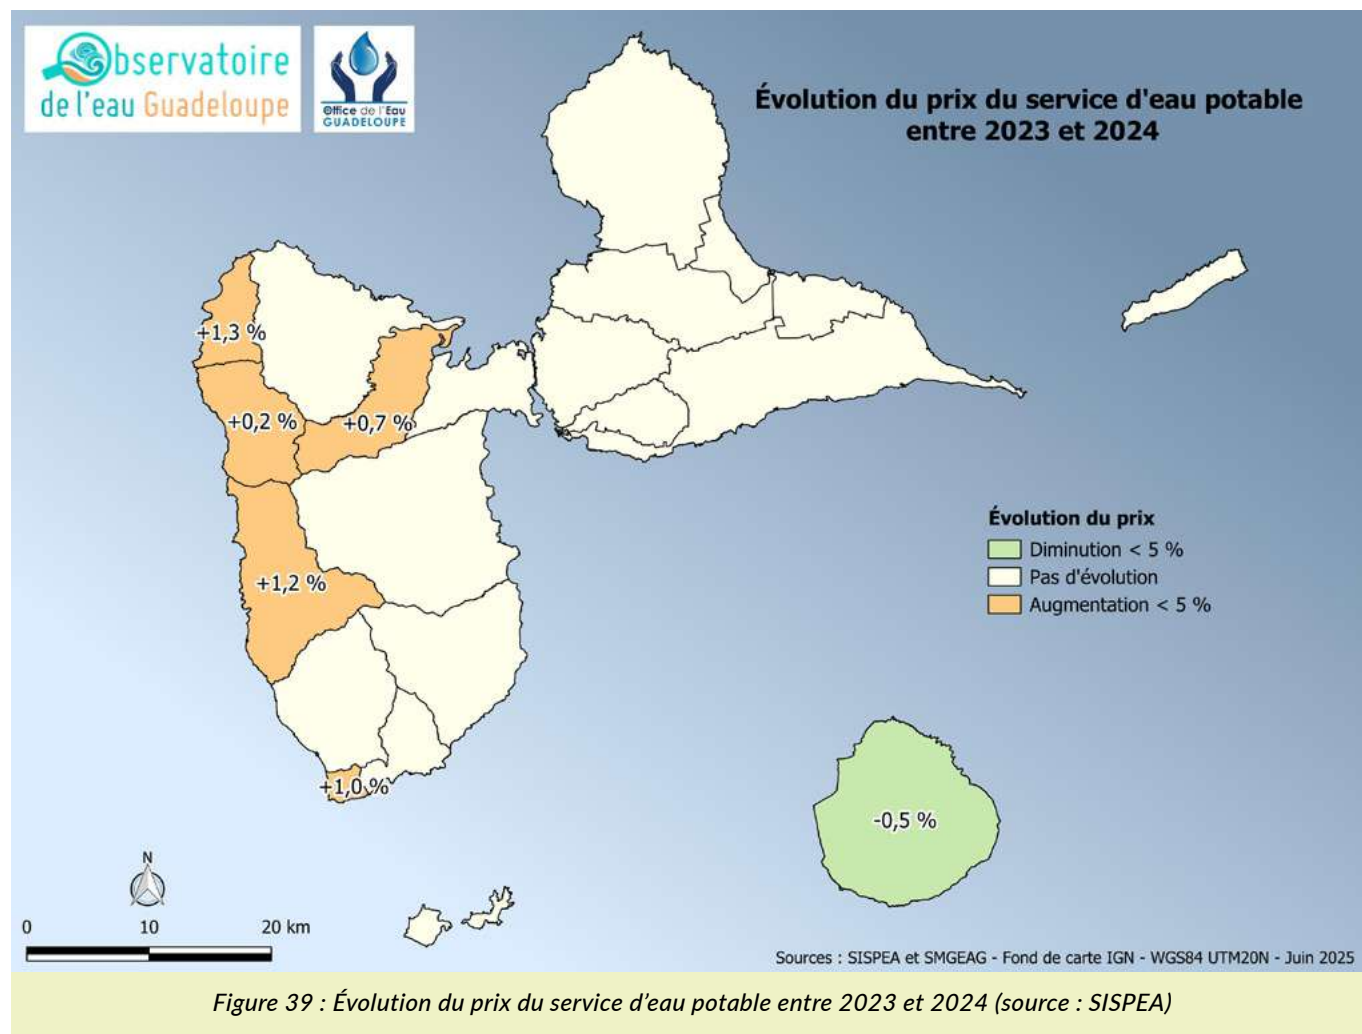 Observatoire
de l'eau Guadeloupe
Office de l'Eau
GUADELOUPE
Évolution du prix du service d'eau potable
entre 2023 et 2024
+1,3 %
+0,2 %
+0,7 %
+1,2 %
+1,0 %
-0,5 %
Évolution du prix
Diminution < 5 %
Pas d'évolution
Augmentation < 5 %
N
0 10 20 km
Sources : SISPEA et SMGEAG - Fond de carte IGN - WGS84 UTM20N - Juin 2025
Figure 39 : Évolution du prix du service d’eau potable entre 2023 et 2024 (source : SISPEA)